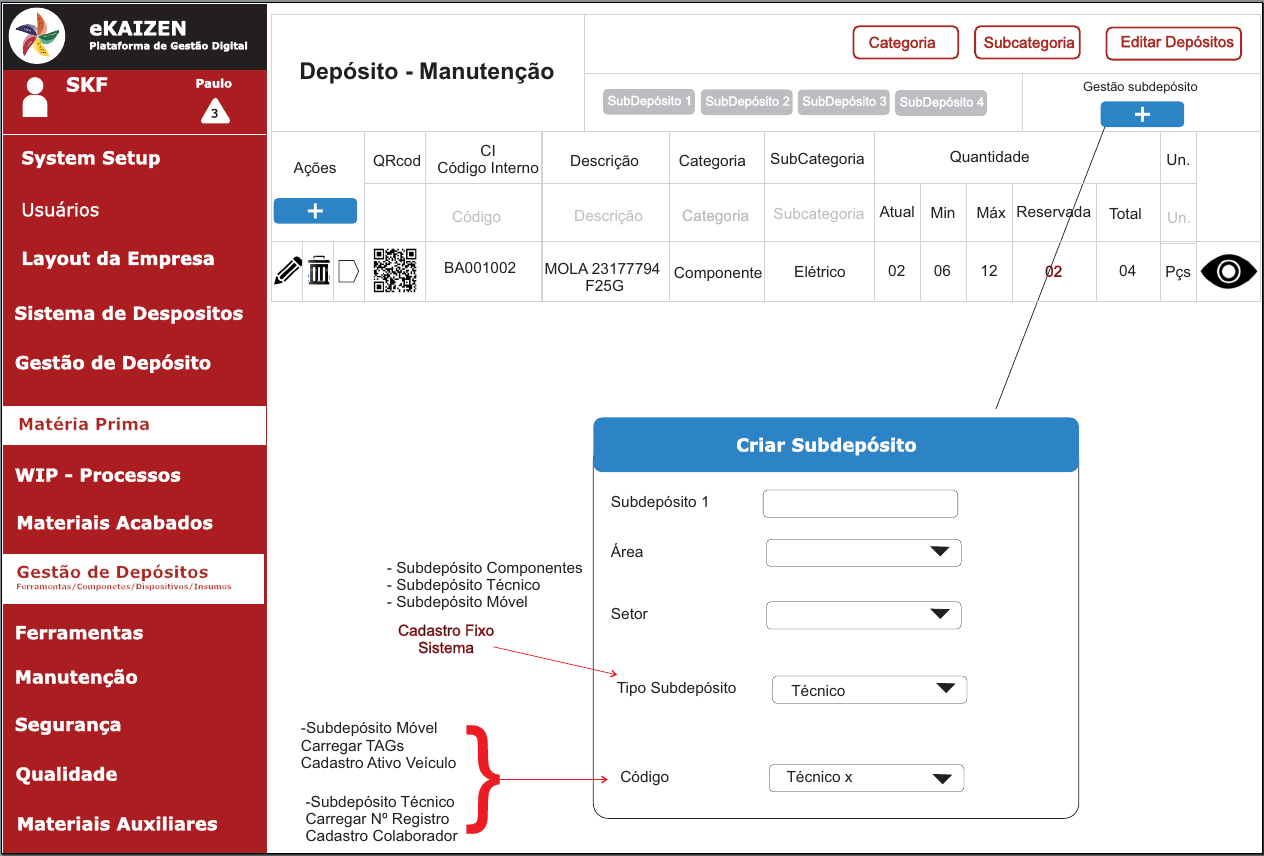 eKAIZEN
Plataforma de Gestão Digital
SKF
Paulo
3
System Setup
Usuários
Layout da Empresa
Sistema de Despositos
Gestão de Depósito
Matéria Prima
WIP - Processos
Materiais Acabados
Gestão de Depósitos
Ferramentas/Componetes/Dispositivos/Insumos
Ferramentas
Manutenção
Segurança
Qualidade
Materiais Auxiliares
Depósito - Manutenção
Categoria
Subcategoria
Editar Depósitos
SubDepósito 1
SubDepósito 2
SubDepósito 3
SubDepósito 4
Gestão subdepósito
+
Ações
QRcod
CI
Código Interno
Descrição
Categoria
SubCategoria
Quantidade
Un.
+
Código
Descrição
Categoria
Subcategoria
Atual
Min
Máx
Reservada
Total
Un.
BA001002
MOLA 23177794
F25G
Componente
Elétrico
02
06
12
02
04
Pçs
Criar Subdepósito
Subdepósito 1
Área
Setor
Tipo Subdepósito
Técnico
Código
Técnico x
- Subdepósito Componentes
- Subdepósito Técnico
- Subdepósito Móvel
Cadastro Fixo
Sistema
-Subdepósito Móvel
Carregar TAGs
Cadastro Ativo Veículo
-Subdepósito Técnico
Carregar Nº Registro
Cadastro Colaborador